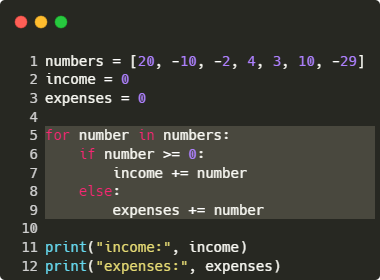 1 numbers = [20, -10, -2, 4, 3, 10, -29]
2 income = 0
3 expenses = 0
4
5 for number in numbers:
6     if number >= 0:
7         income += number
8     else:
9         expenses += number
10
11 print("income:", income)
12 print("expenses:", expenses)